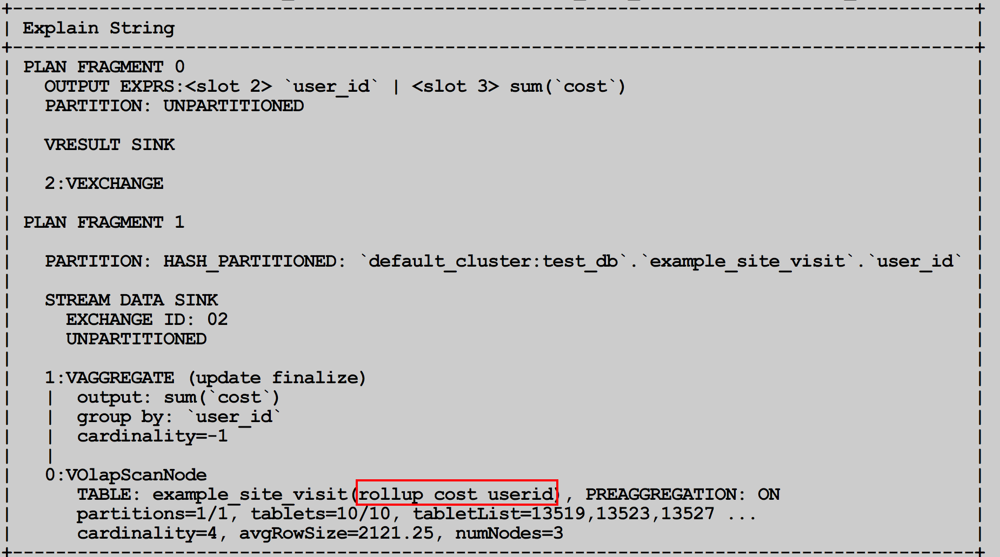 +-----------------------------------------------------------------------------------------+
| Explain String                                                                          |
+-----------------------------------------------------------------------------------------+
| PLAN FRAGMENT 0                                                                         |
|   OUTPUT EXPRS:<slot 2> `user_id` | <slot 3> sum(`cost`)                                |
|   PARTITION: UNPARTITIONED                                                              |
|                                                                                         |
|   VRESULT SINK                                                                          |
|                                                                                         |
|   2:VEXCHANGE                                                                           |
|                                                                                         |
| PLAN FRAGMENT 1                                                                         |
|                                                                                         |
|   PARTITION: HASH_PARTITIONED: `default_cluster:test_db`.`example_site_visit`.`user_id` |
|                                                                                         |
|   STREAM DATA SINK                                                                      |
|     EXCHANGE ID: 02                                                                     |
|     UNPARTITIONED                                                                       |
|                                                                                         |
|   1:VAGGREGATE (update finalize)                                                        |
|   |  output: sum(`cost`)                                                                |
|   |  group by: `user_id`                                                                |
|   |  cardinality=-1                                                                     |
|   |                                                                                     |
|   0:VOlapScanNode                                                                       |
|      TABLE: example_site_visit(rollup_cost_userid), PREAGGREGATION: ON                  |
|      partitions=1/1, tablets=10/10, tabletList=13519,13523,13527 ...                    |
|      cardinality=4, avgRowSize=2121.25, numNodes=3                                      |
+-----------------------------------------------------------------------------------------+